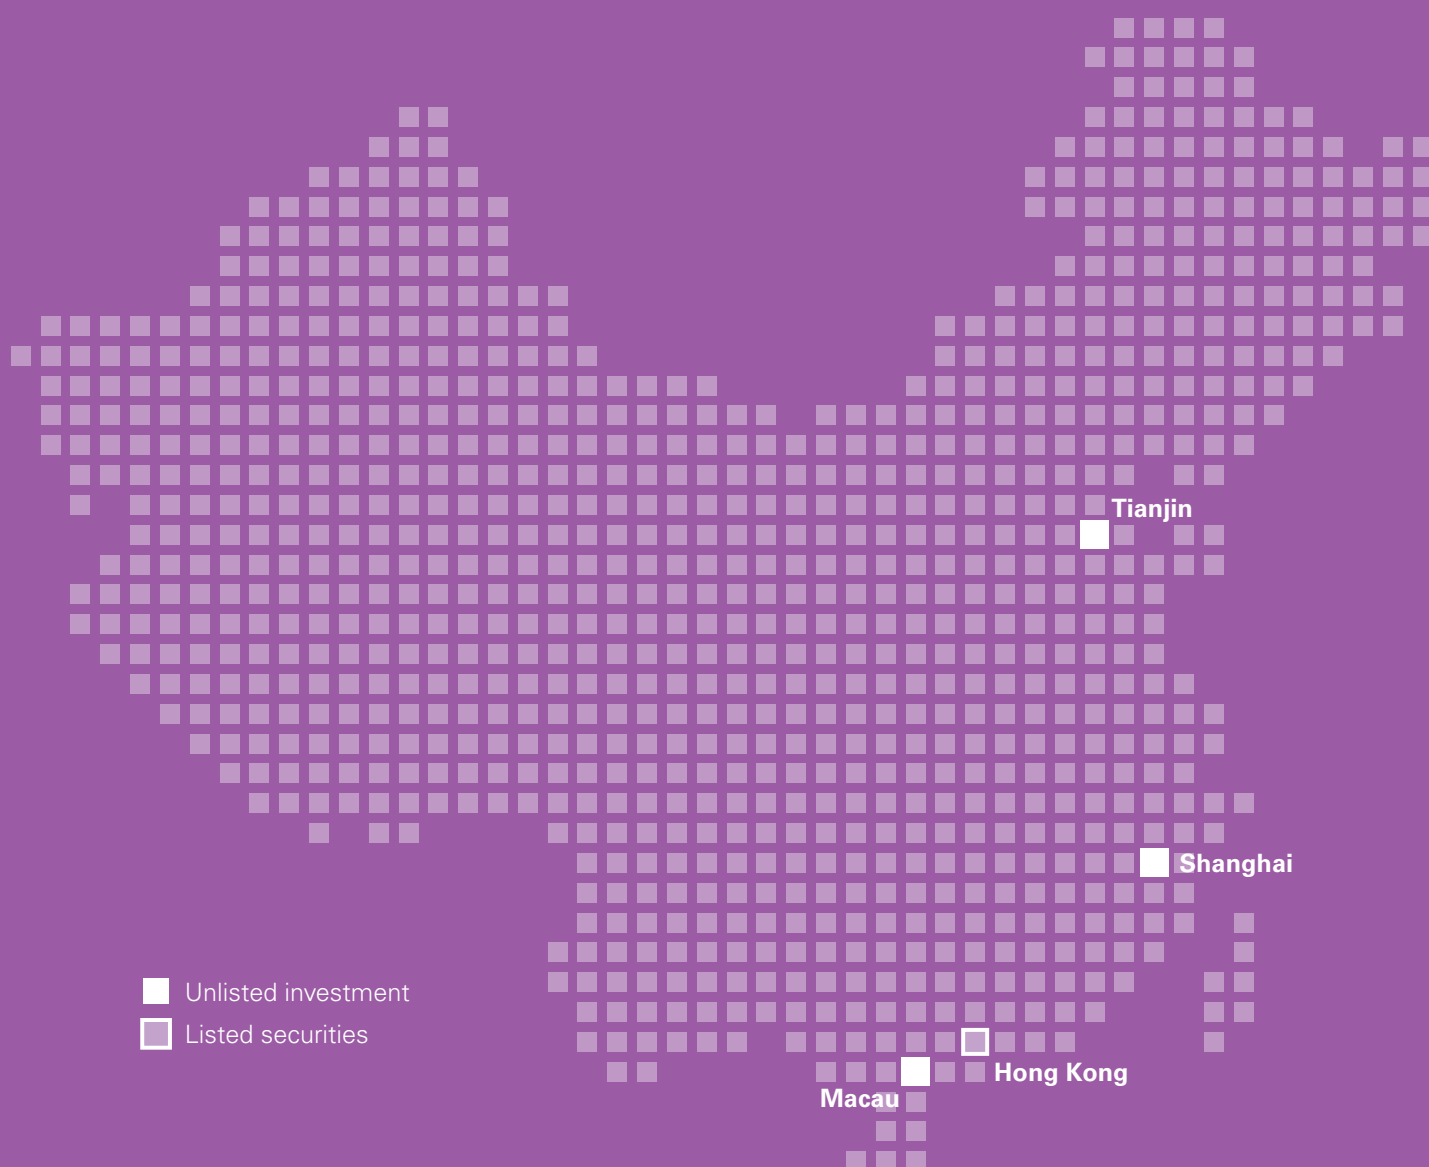 Tianjin
Shanghai
Unlisted investment
Listed securities
Hong Kong
Macau